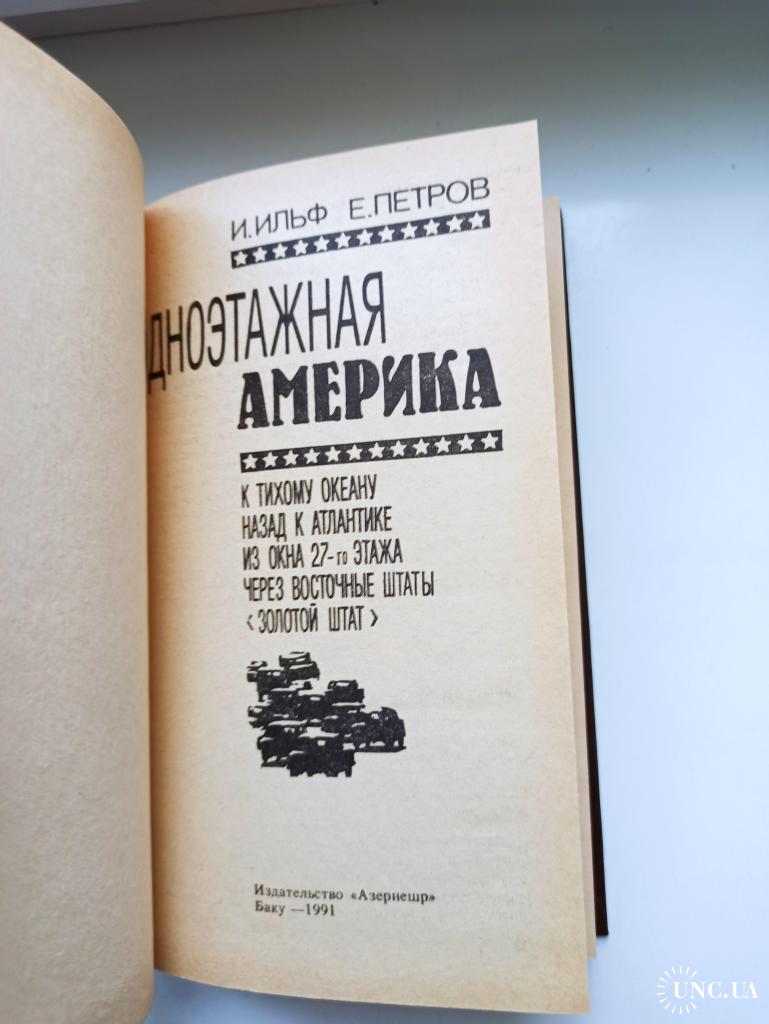 И.ИЛЬФ Е.ПЕТРОВ
ДНОЭТАЖНАЯ
АМЕРИКА
К ТИХОМУ ОКЕАНУ
НАЗАД К АТЛАНТИКЕ
ИЗ ОКНА 27-го ЭТАЖА
ЧЕРЕЗ ВОСТОЧНЫЕ ШТАТЫ
<ЗОЛОТОЙ ШТАТ>
Издательство «Азернешр»
Баку —1991
UNC.UA